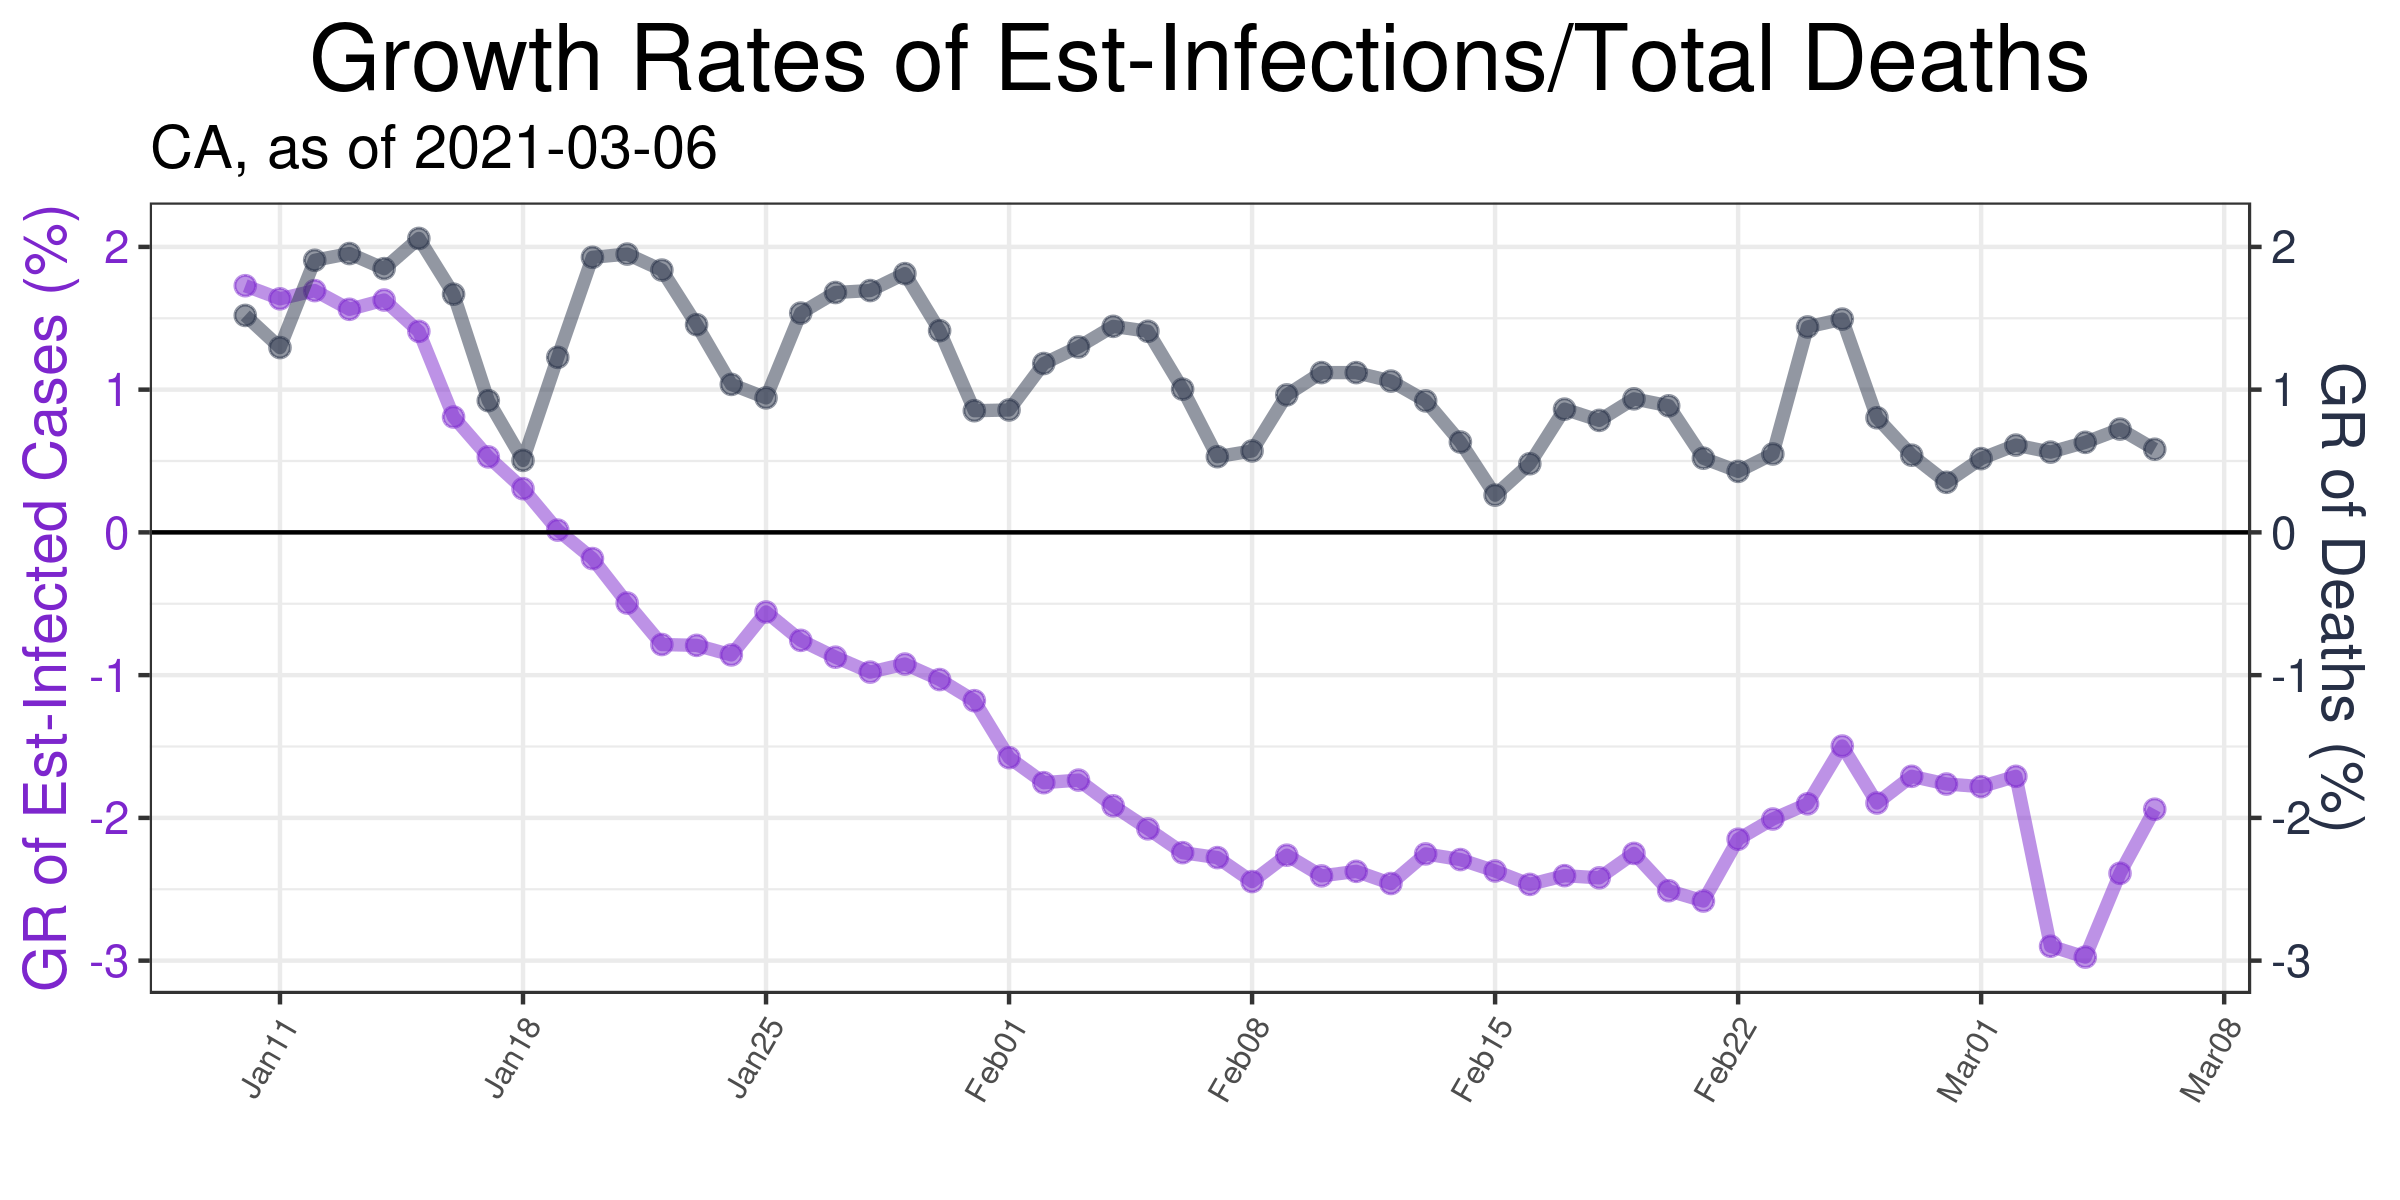 Growth Rates of Est-Infections/Total Deaths
CA, as of 2021-03-06
GR of Est-Infected Cases (%)
2
1
0
-1
-2
-3
2
1
0
-1
-2
-3
GR of Deaths (%)
Jan11
Jan18
Jan25
Feb01
Feb08
Feb15
Feb22
Mar01
Mar08